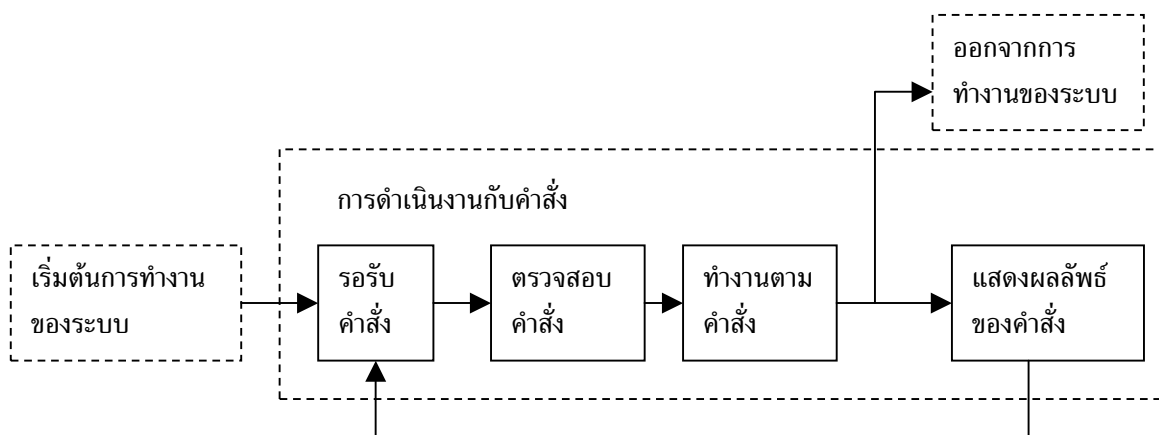 ออกจากการ
ทำงานของระบบ
การดำเนินงานกับคำสั่ง
เริ่มต้นการทำงาน
ของระบบ
รอรับ
คำสั่ง
ตรวจสอบ
คำสั่ง
ทำงานตาม
คำสั่ง
แสดงผลลัพธ์
ของคำสั่ง